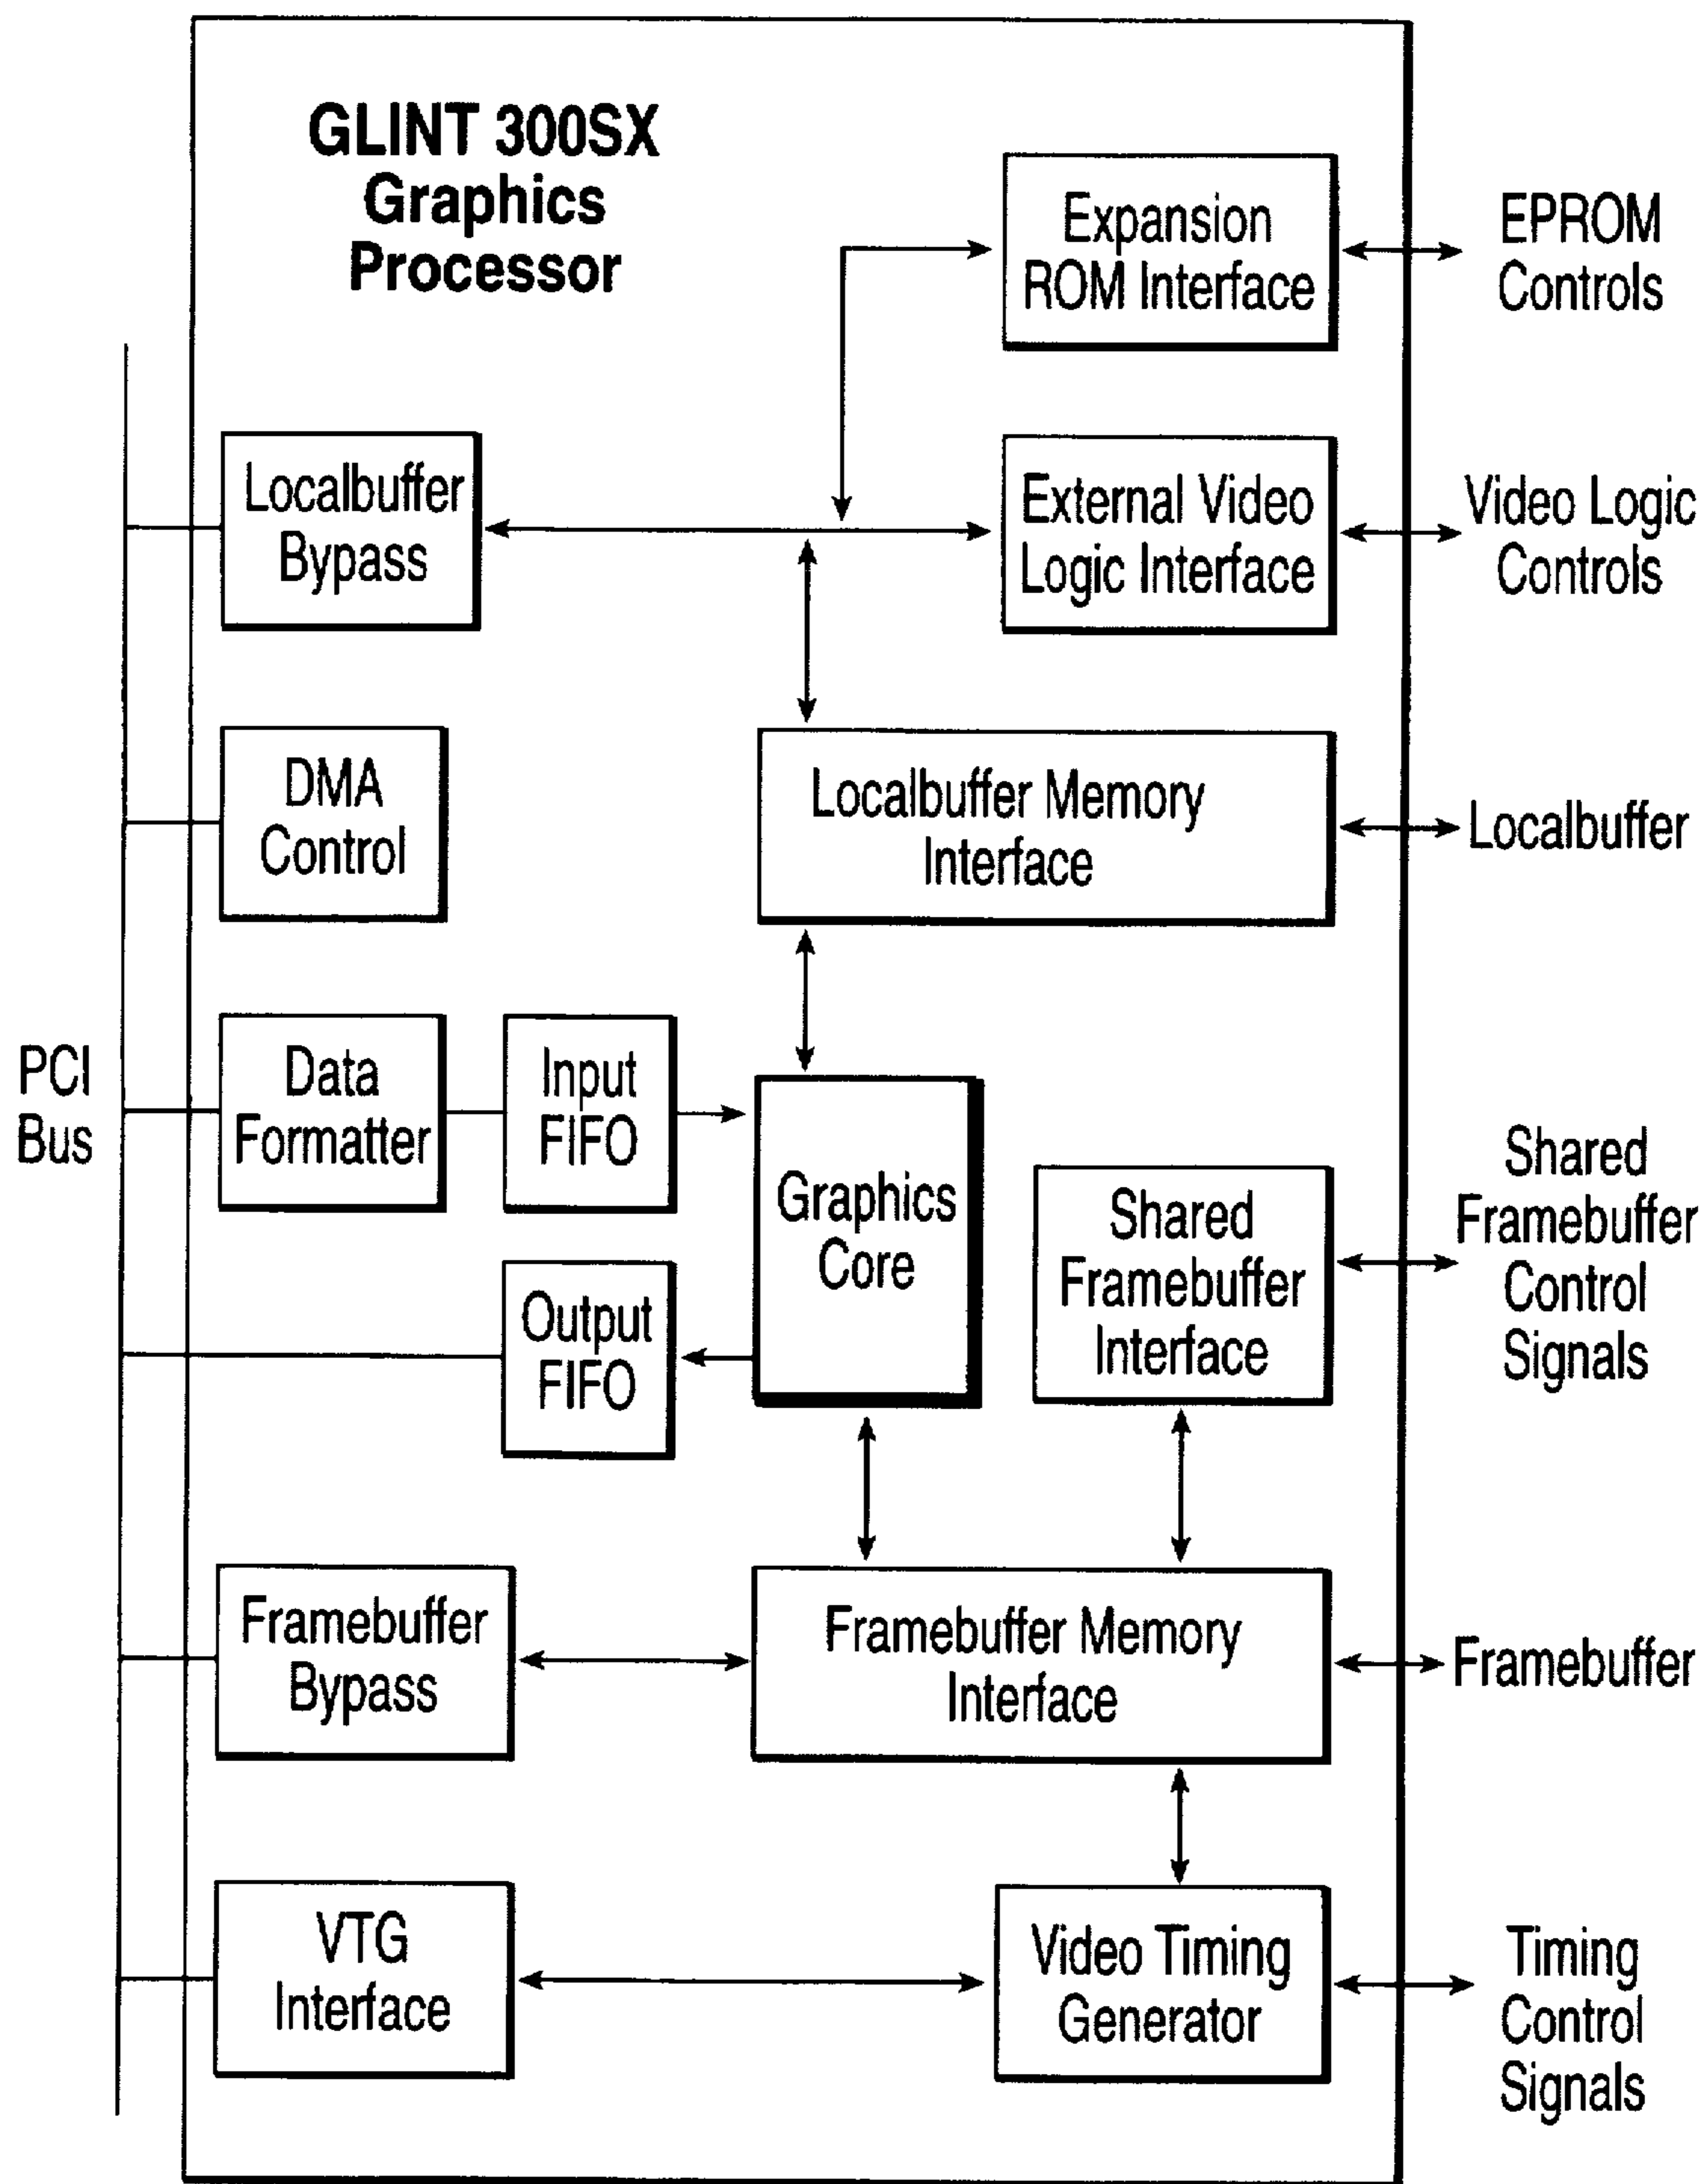 GLINT 300SX
Graphics
Processor
Expansion
ROM Interface
EPROM
Controls
Localbuffer
Bypass
External Video
Logic Interface
Video Logic
Controls
DMA
Control
Localbuffer Memory
Interface
Localbuffer
PCI
Bus
Data
Formatter
Input
FIFO
Graphics
Core
Shared
Framebuffer
Interface
Shared
Framebuffer
Control
Signals
Output
FIFO
Framebuffer
Bypass
Framebuffer Memory
Interface
Framebuffer
VTG
Interface
Video Timing
Generator
Timing
Control
Signals